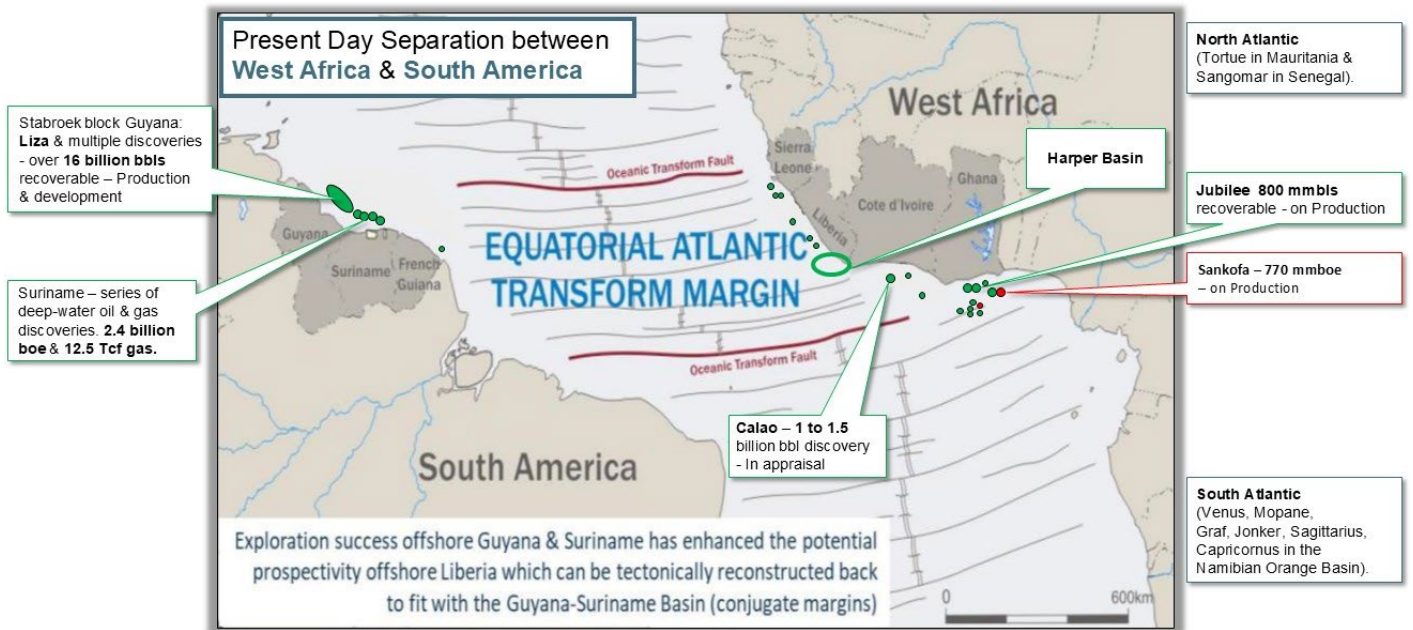 Present Day Separation between
West Africa & South America
North Atlantic
(Tortue in Mauritania &
Sangomar in Senegal).
Stabroek block Guyana:
Liza & multiple discoveries
- over 16 billion bbls
recoverable – Production
& development
West Africa
Harper Basin
Sierra
Leone
Oceanic Transform Fault
Ghana
Cote d'Ivoire
Liberia
Jubilee 800 mmbls
recoverable - on Production
Guyana
Suriname
French
Guiana
EQUATORIAL ATLANTIC
TRANSFORM MARGIN
Sankofa – 770 mmboe
– on Production
Suriname – series of
deep-water oil & gas
discoveries. 2.4 billion
boe & 12.5 Tcf gas.
Oceanic Transform Fault
Calao – 1 to 1.5
billion bbl discovery
- In appraisal
South America
South Atlantic
(Venus, Mopane,
Graf, Jonker, Sagittarius,
Capricornus in the
Namibian Orange Basin).
Exploration success offshore Guyana & Suriname has enhanced the potential
prospectivity offshore Liberia which can be tectonically reconstructed back
to fit with the Guyana-Suriname Basin (conjugate margins)
0 600km